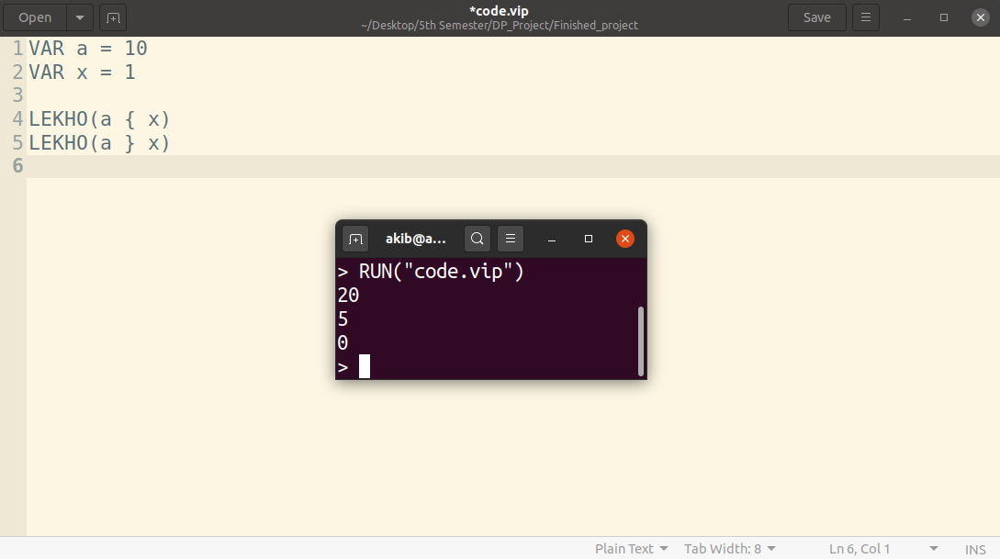 Open
*code.vip
~/Desktop/5th Semester/DP_Project/Finished_project
Save
1 VAR a = 10
2 VAR x = 1
3
4 LEKHO(a { x)
5 LEKHO(a } x)
6
akib@a...
> RUN("code.vip")
20
5
0
>
Plain Text
Tab Width: 8
Ln 6, Col 1
INS